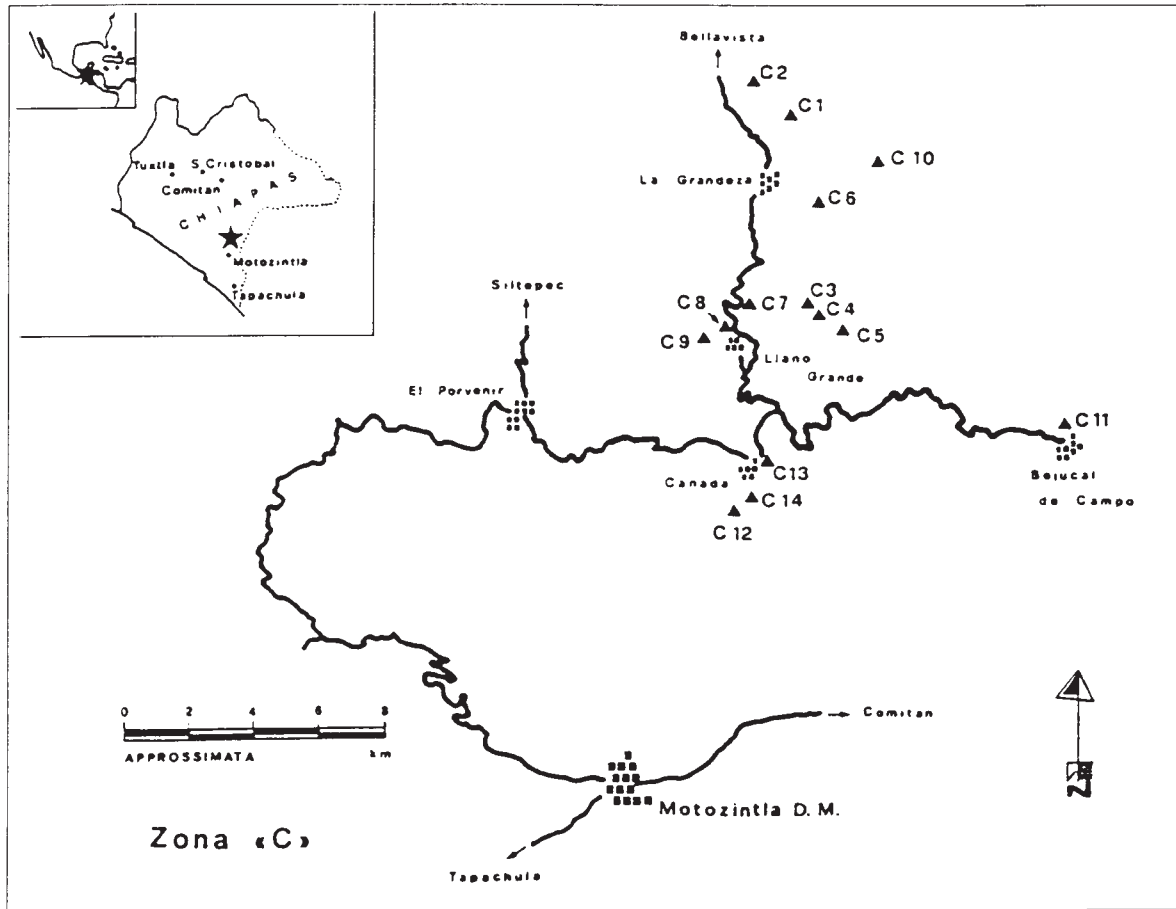 Bellavista
C2
C1
C 10
La Grandeza
C6
Tuxtla
S. Cristobal
Comitan
CHIAPAS
Motozintla
Tapachula
Siltepec
C8
C7
C3
C4
C5
C9
Llano
Grande
El Porvenir
C11
C13
Canada
Bejucal
de Campo
C14
C12
0 2 4 6 8
APPROSSIMATA km
Comitan
N
Motozintla D.M.
Zona «C»
Tapachula